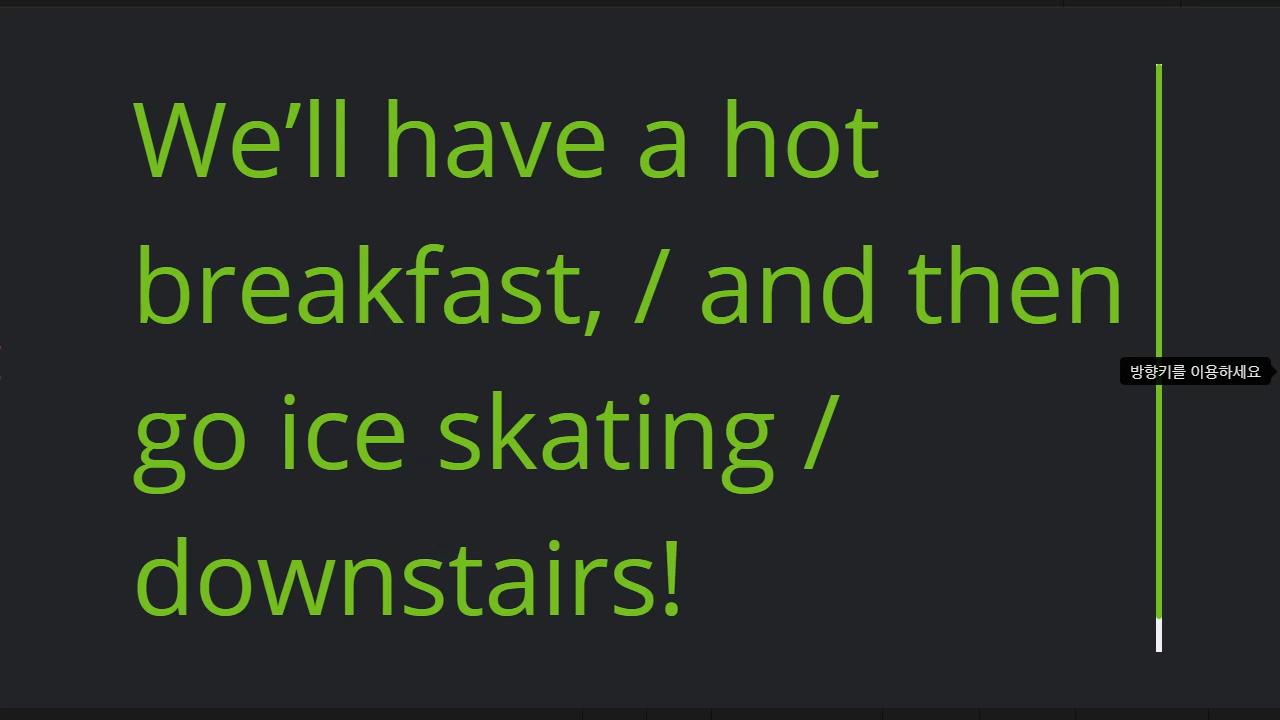 We’ll have a hot
breakfast, / and then
방향키를 이용하세요
go ice skating /
downstairs!